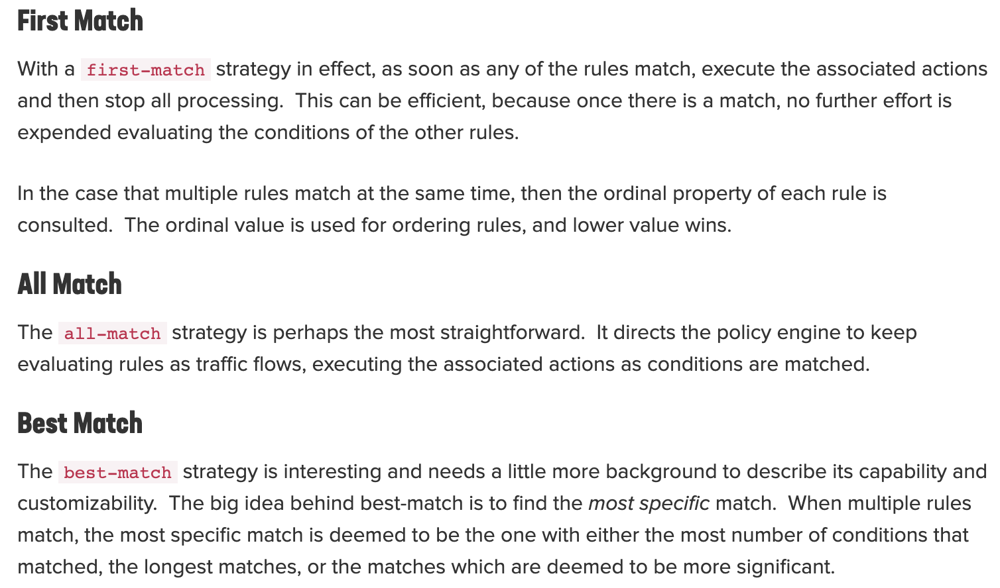 First Match
With a first-match strategy in effect, as soon as any of the rules match, execute the associated actions
and then stop all processing.  This can be efficient, because once there is a match, no further effort is
expended evaluating the conditions of the other rules.
In the case that multiple rules match at the same time, then the ordinal property of each rule is
consulted.  The ordinal value is used for ordering rules, and lower value wins.
All Match
The all-match strategy is perhaps the most straightforward.  It directs the policy engine to keep
evaluating rules as traffic flows, executing the associated actions as conditions are matched.
Best Match
The best-match strategy is interesting and needs a little more background to describe its capability and
customizability.  The big idea behind best-match is to find the most specific match.  When multiple rules
match, the most specific match is deemed to be the one with either the most number of conditions that
matched, the longest matches, or the matches which are deemed to be more significant.